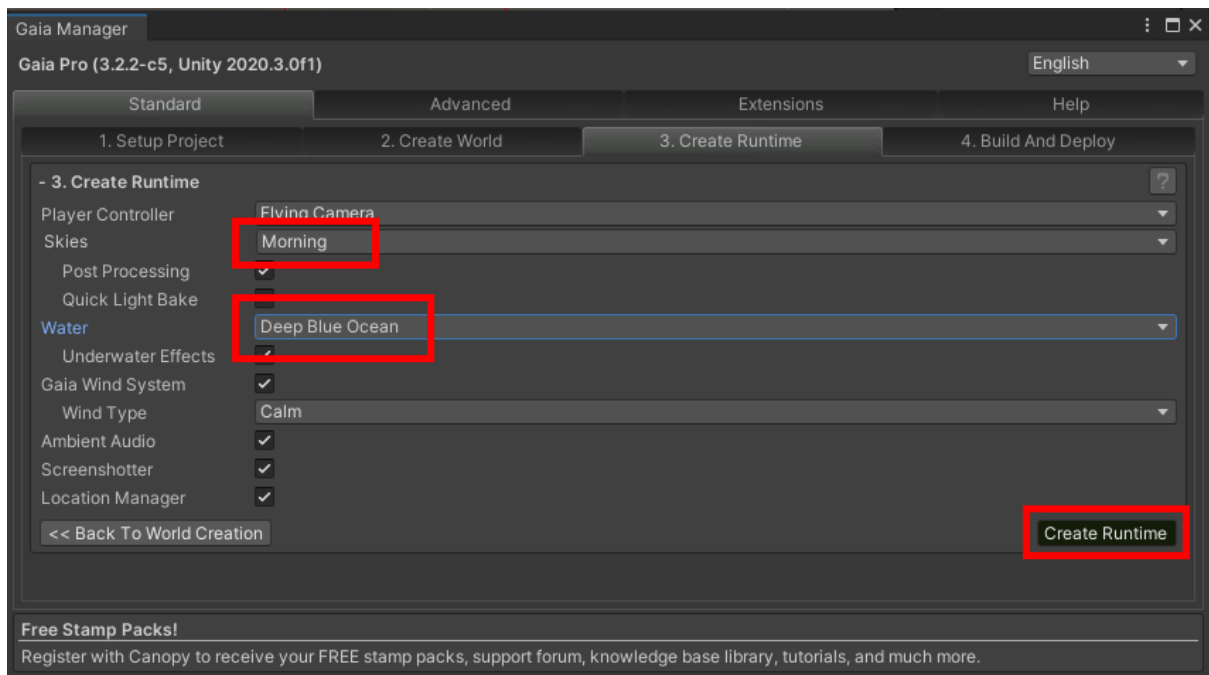 Gaia Manager
Gaia Pro (3.2.2-c5, Unity 2020.3.0f1)
English
Standard Advanced Extensions Help
1. Setup Project 2. Create World 3. Create Runtime 4. Build And Deploy
- 3. Create Runtime ?
Player Controller Flying Camera
Skies Morning
Post Processing
Quick Light Bake
Water Deep Blue Ocean
Underwater Effects
Gaia Wind System
Wind Type Calm
Ambient Audio
Screenshotter
Location Manager
<< Back To World Creation Create Runtime
Free Stamp Packs!
Register with Canopy to receive your FREE stamp packs, support forum, knowledge base library, tutorials, and much more.